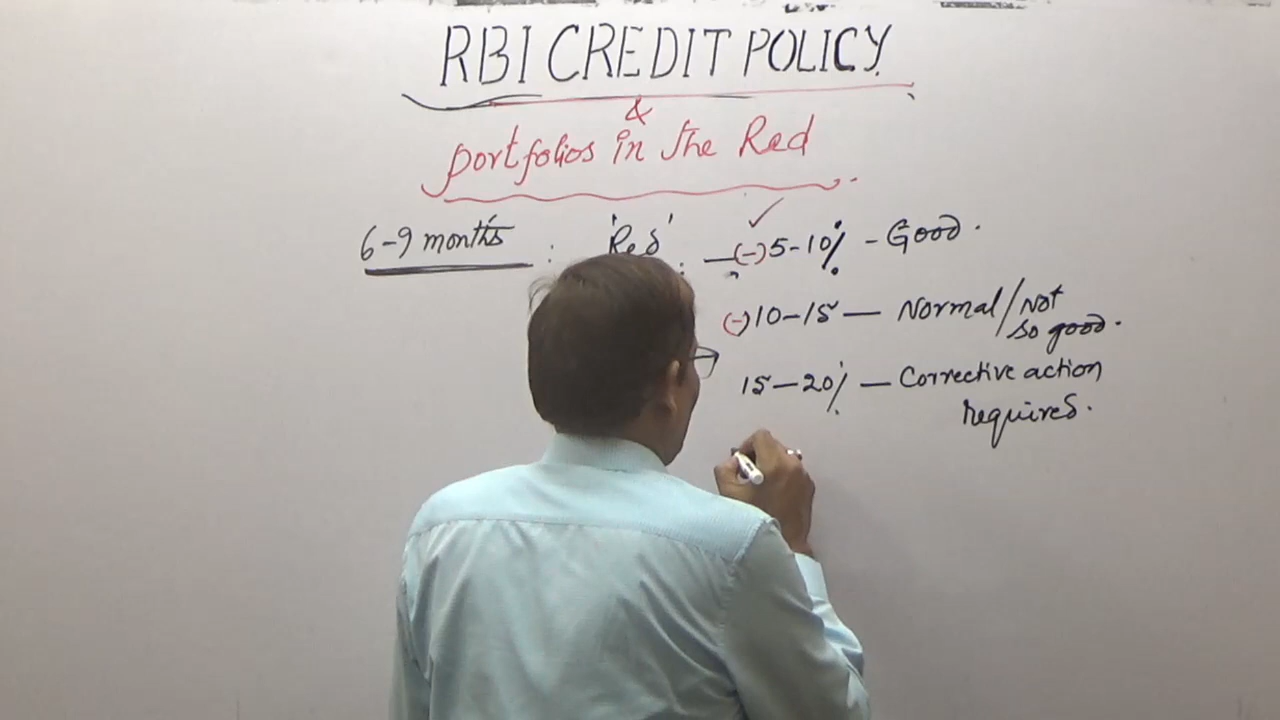 RBI CREDIT POLICY
&
portfolios in the Red
6-9 months : 'Red' : (-) 5-10% - Good.
(-) 10-15 — Normal/Not
so good.
15-20% — Corrective action
requires.